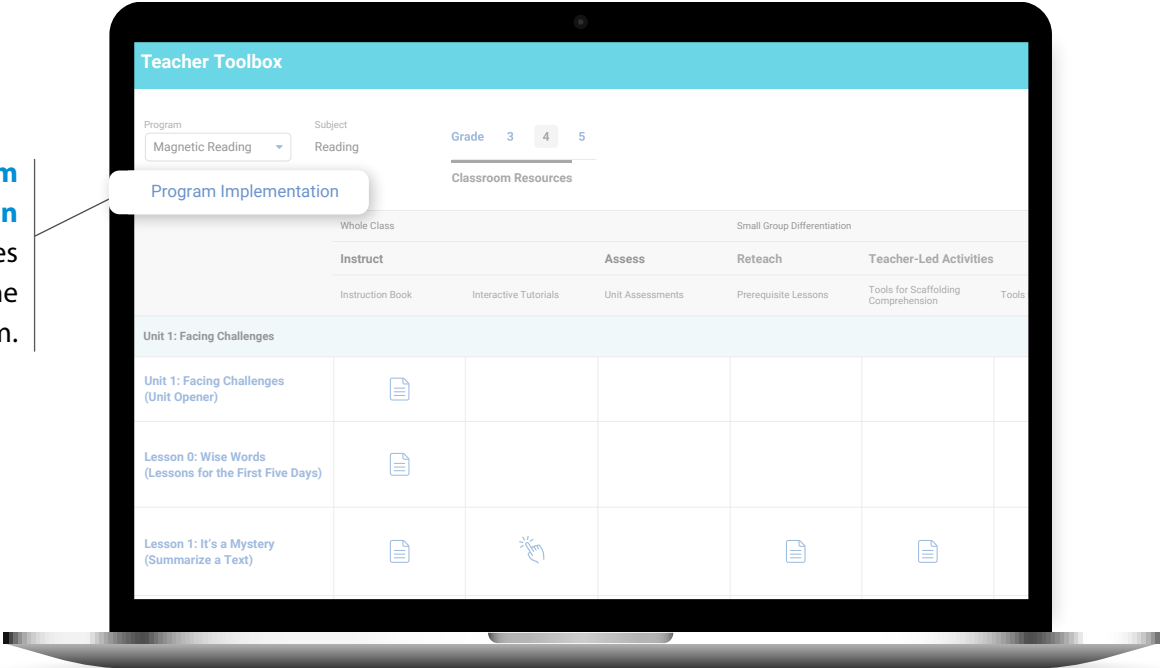 Teacher Toolbox
Program
Subject
Magnetic Reading
Reading
Grade 3 4 5
Classroom Resources
Program Implementation
m
n
es
ne
m.
Whole Class
Small Group Differentiation
Instruct
Assess
Reteach
Teacher-Led Activities
Instruction Book
Interactive Tutorials
Unit Assessments
Prerequisite Lessons
Tools for Scaffolding
Comprehension
Tools
Unit 1: Facing Challenges
Unit 1: Facing Challenges
(Unit Opener)
Lesson 0: Wise Words
(Lessons for the First Five Days)
Lesson 1: It’s a Mystery
(Summarize a Text)